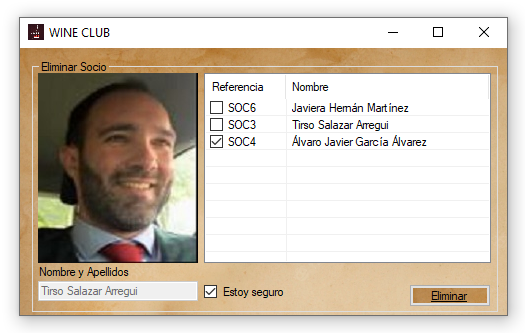 WINE CLUB
Eliminar Socio
Referencia Nombre
SOC6 Javiera Hernán Martínez
SOC3 Tirso Salazar Arregui
SOC4 Álvaro Javier García Álvarez
Nombre y Apellidos
Tirso Salazar Arregui
Estoy seguro
Eliminar